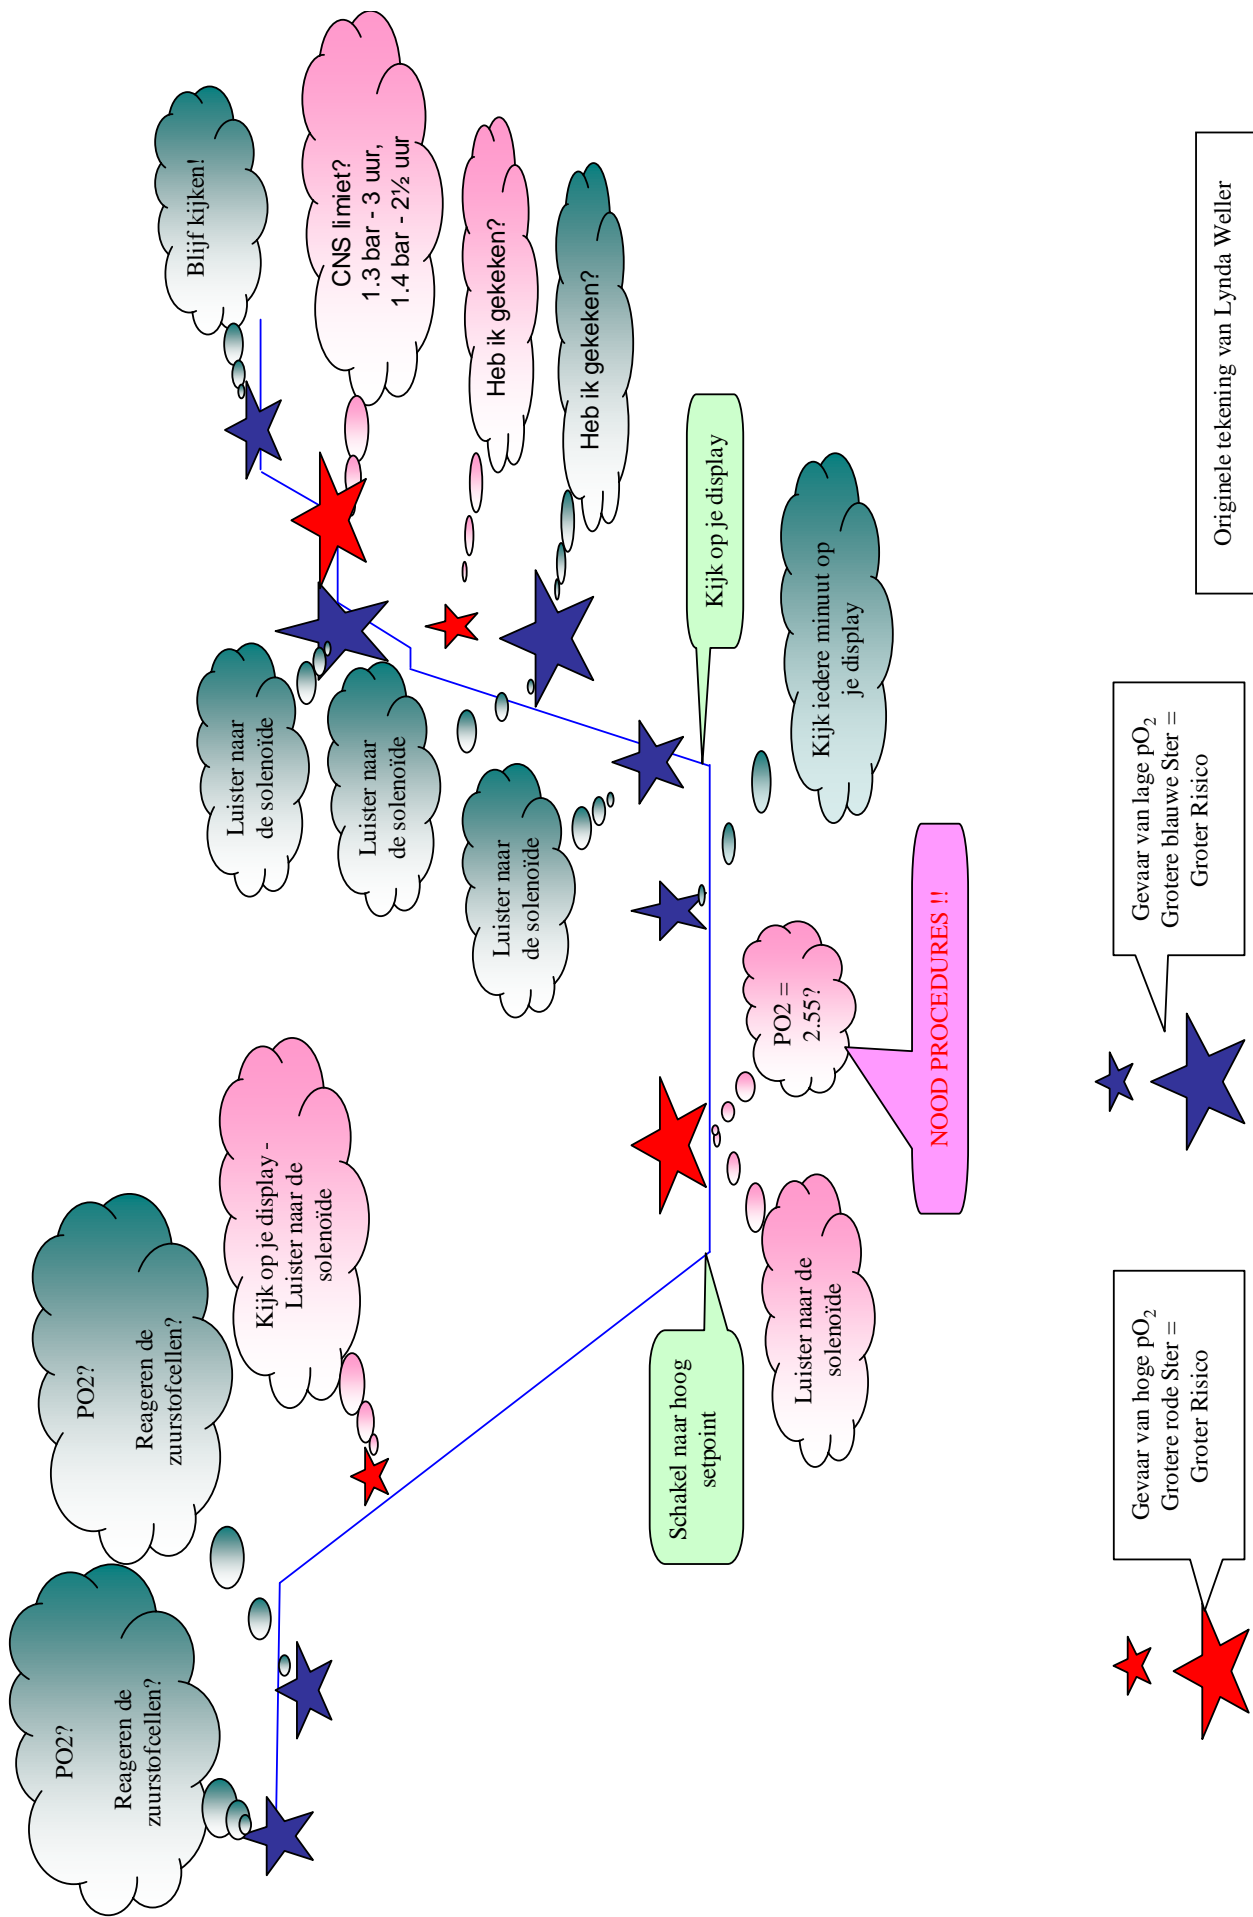 PO2?
Reageren de
zuurstofcellen?
PO2?
Reageren de
zuurstofcellen?
Kijk op je display -
Luister naar de
solenoïde
Schakel naar hoog
setpoint
Luister naar de
solenoïde
PO2 =
2.55?
NOOD PROCEDURES !!
Kijk iedere minuut op
je display
Kijk op je display
Luister naar
de solenoïde
Luister naar
de solenoïde
Luister naar
de solenoïde
Heb ik gekeken?
Heb ik gekeken?
CNS limiet?
1.3 bar - 3 uur,
1.4 bar - 2½ uur
Blijf kijken!
Gevaar van hoge pO₂
Grotere rode Ster =
Groter Risico
Gevaar van lage pO₂
Grotere blauwe Ster =
Groter Risico
Originele tekening van Lynda Weller